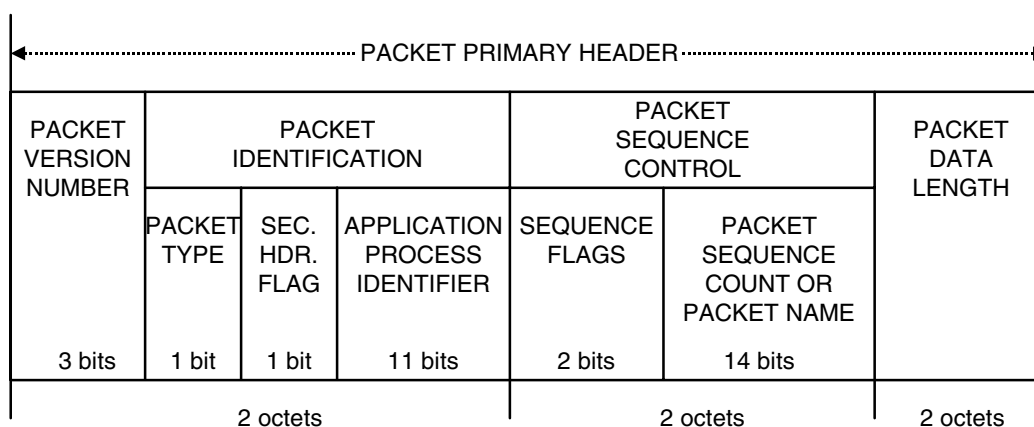 PACKET PRIMARY HEADER
PACKET
VERSION
NUMBER
3 bits
PACKET
IDENTIFICATION
PACKET
TYPE
1 bit
SEC.
HDR.
FLAG
1 bit
APPLICATION
PROCESS
IDENTIFIER
11 bits
PACKET
SEQUENCE
CONTROL
SEQUENCE
FLAGS
2 bits
PACKET
SEQUENCE
COUNT OR
PACKET NAME
14 bits
PACKET
DATA
LENGTH
2 octets
2 octets
2 octets